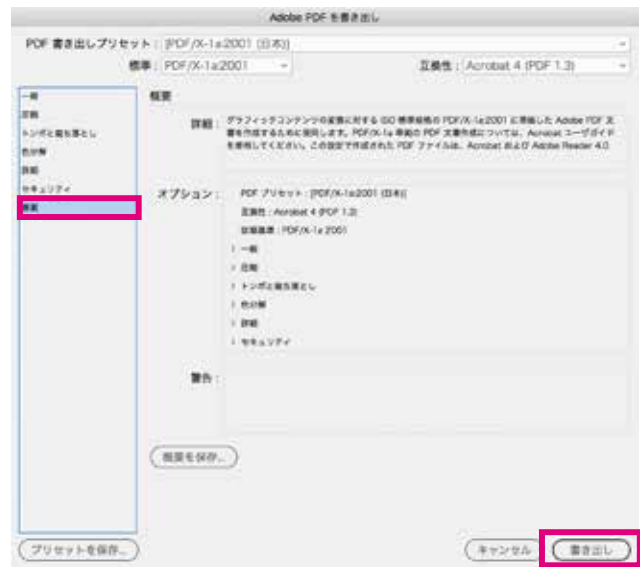 Adobe PDF を書き出し
PDF 書き出しプリセット： [PDF/X-1a:2001 (日本)]
標準： PDF/X-1a:2001
互換性： Acrobat 4 (PDF 1.3)
一般
圧縮
トンボと裁ち落とし
色分解
詳細
セキュリティ
概要
概要
詳細： グラフィックコンテンツの変換に対する ISO 標準規格の PDF/X-1a:2001 に準拠した Adobe PDF 文
書を作成するために使用します。PDF/X-1a 準拠の PDF 文書作成については、Acrobat ユーザガイド
を参照してください。この設定で作成された PDF ファイルは、Acrobat および Adobe Reader 4.0
オプション： PDF プリセット : [PDF/X-1a:2001 (日本)]
互換性 : Acrobat 4 (PDF 1.3)
PDF/X-1a 2001
一般
圧縮
トンボと裁ち落とし
色分解
詳細
セキュリティ
警告：
概要を保存...
プリセットを保存...
キャンセル
書き出し